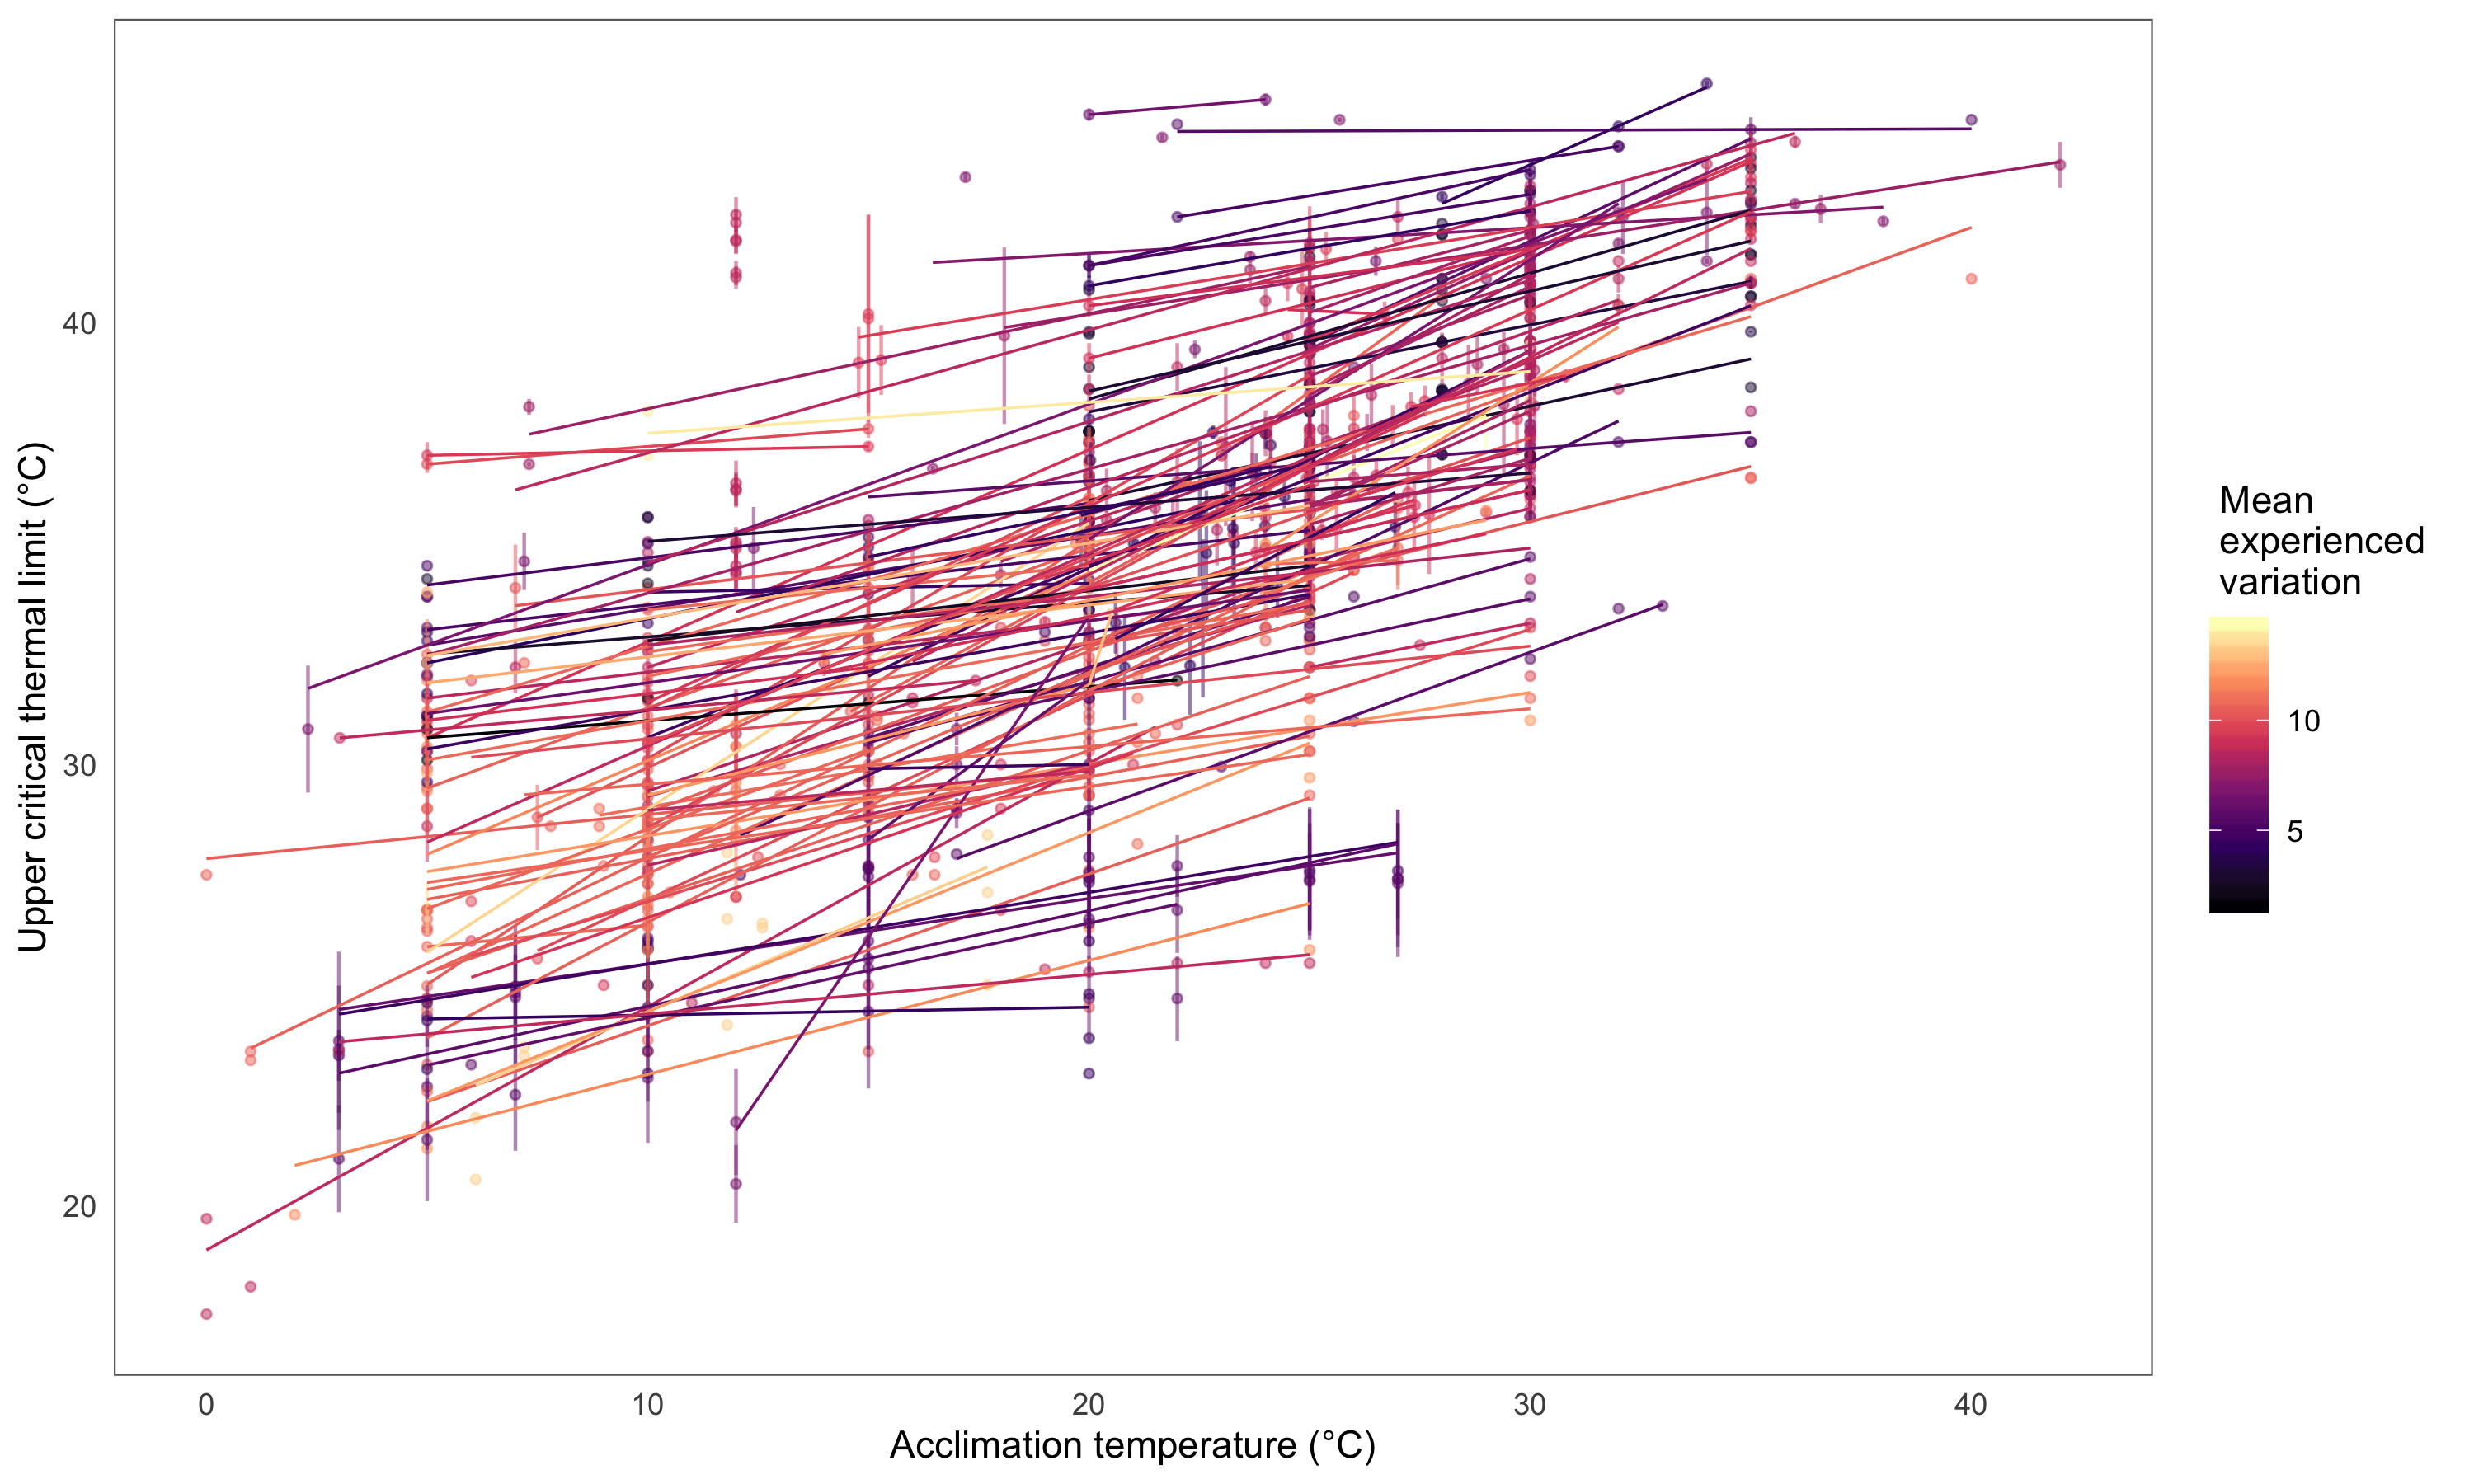 Upper critical thermal limit (°C)
40
30
20
0
10
20
30
40
Acclimation temperature (°C)
Mean
experienced
variation
10
5